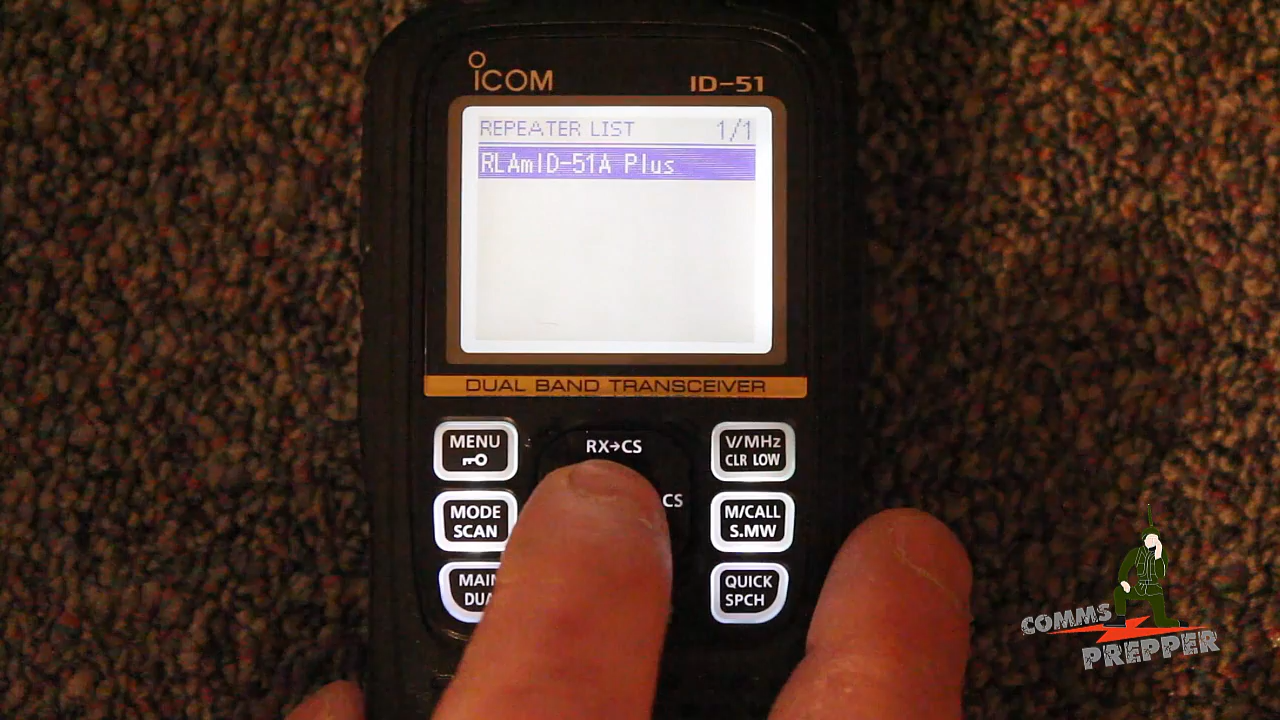 ICOM ID-51
REPEATER LIST 1/1
RLAmID-51A Plus
DUAL BAND TRANSCEIVER
MENU
RX→CS
V/MHz
CLR LOW
MODE
SCAN
CS
M/CALL
S.MW
MAIN
QUICK
SPCH
COMMS
PREPPER